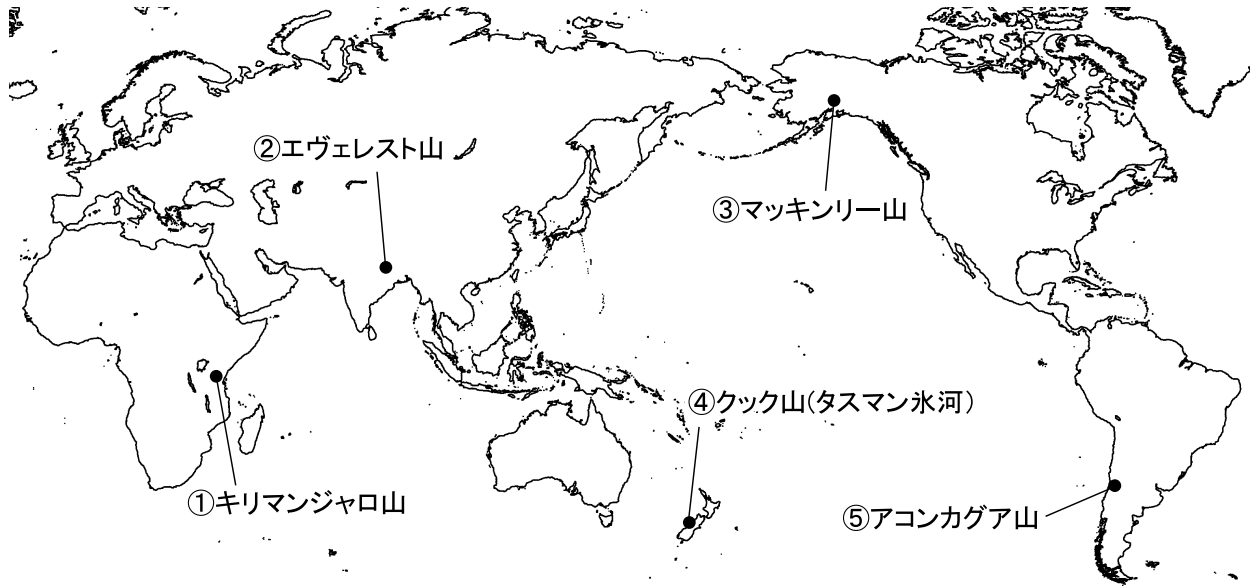 ②エヴェレスト山
③マッキンリー山
④クック山(タスマン氷河)
①キリマンジャロ山
⑤アコンカグア山